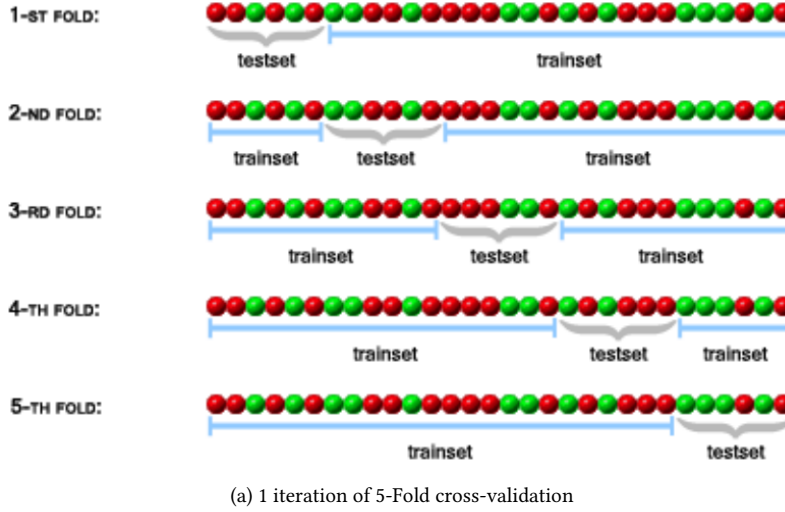 1-ST FOLD:
testset trainset
2-ND FOLD:
trainset testset trainset
3-RD FOLD:
trainset testset trainset
4-TH FOLD:
trainset testset trainset
5-TH FOLD:
trainset testset
(a) 1 iteration of 5-Fold cross-validation